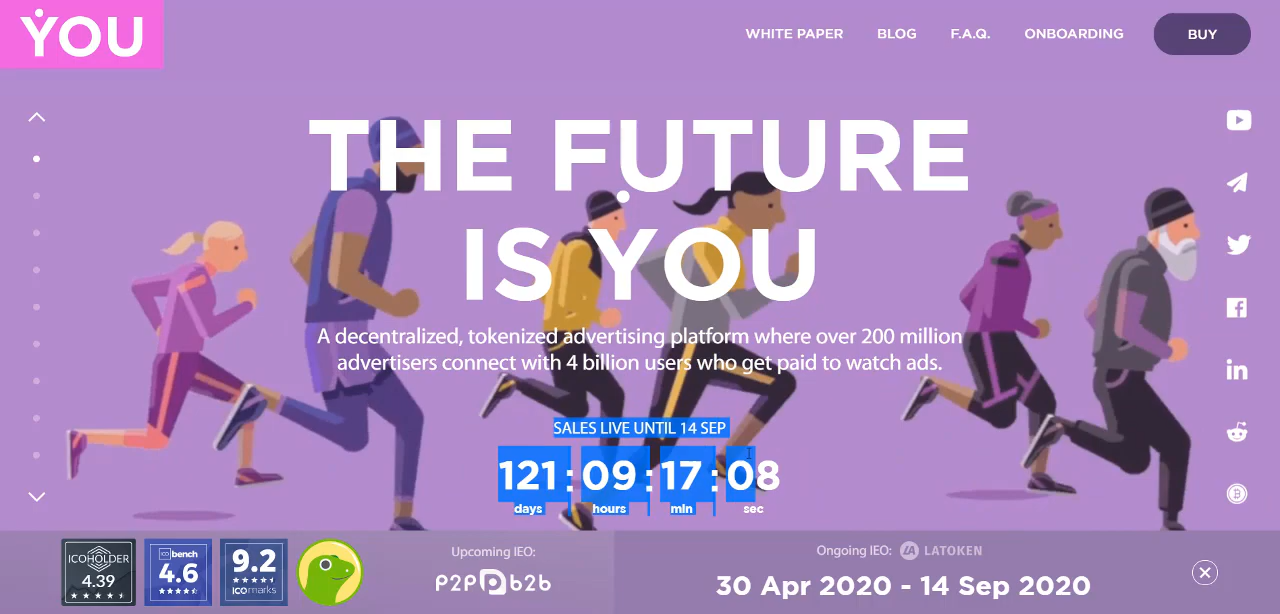 YOU
WHITE PAPER
BLOG
F.A.Q.
ONBOARDING
BUY
THE FUTURE
IS YOU
A decentralized, tokenized advertising platform where over 200 million
advertisers connect with 4 billion users who get paid to watch ads.
SALES LIVE UNTIL 14 SEP
121 : 09 : 17 : 08
days hours min sec
ICOHOLDER
4.39
ICO bench
4.6
9.2
ICOmarks
Upcoming IEO:
P2PB2B
Ongoing IEO: LA LATOKEN
30 Apr 2020 - 14 Sep 2020